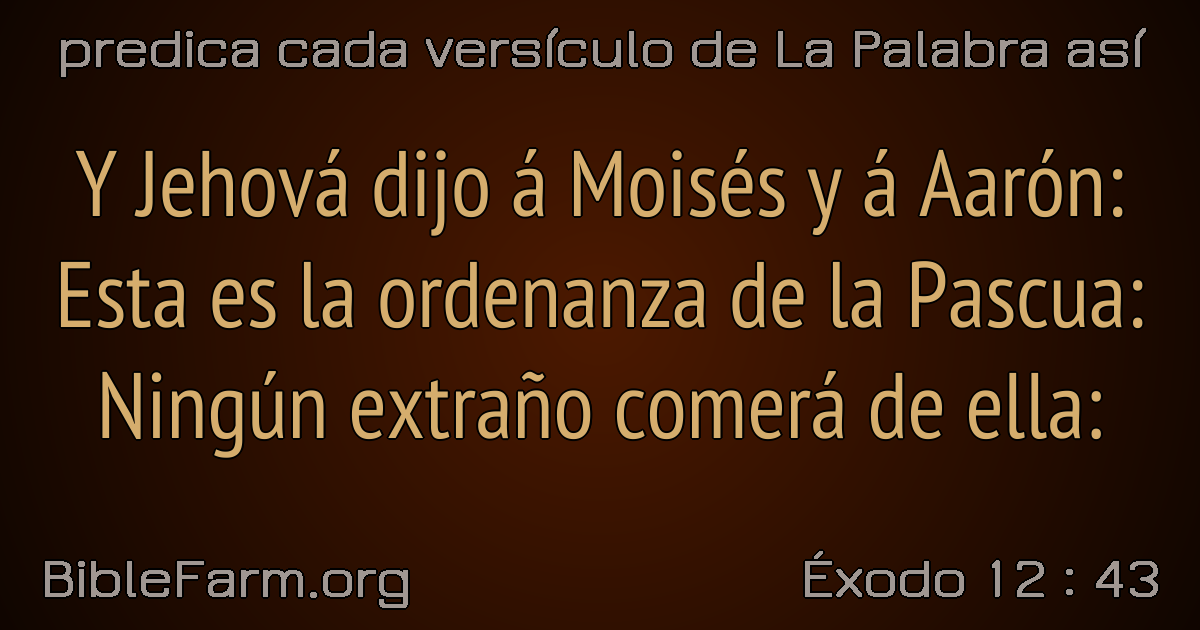 predica cada versículo de La Palabra así
Y Jehová dijo á Moisés y á Aarón:
Esta es la ordenanza de la Pascua:
Ningún extraño comerá de ella:
BibleFarm.org
Éxodo 12 : 43